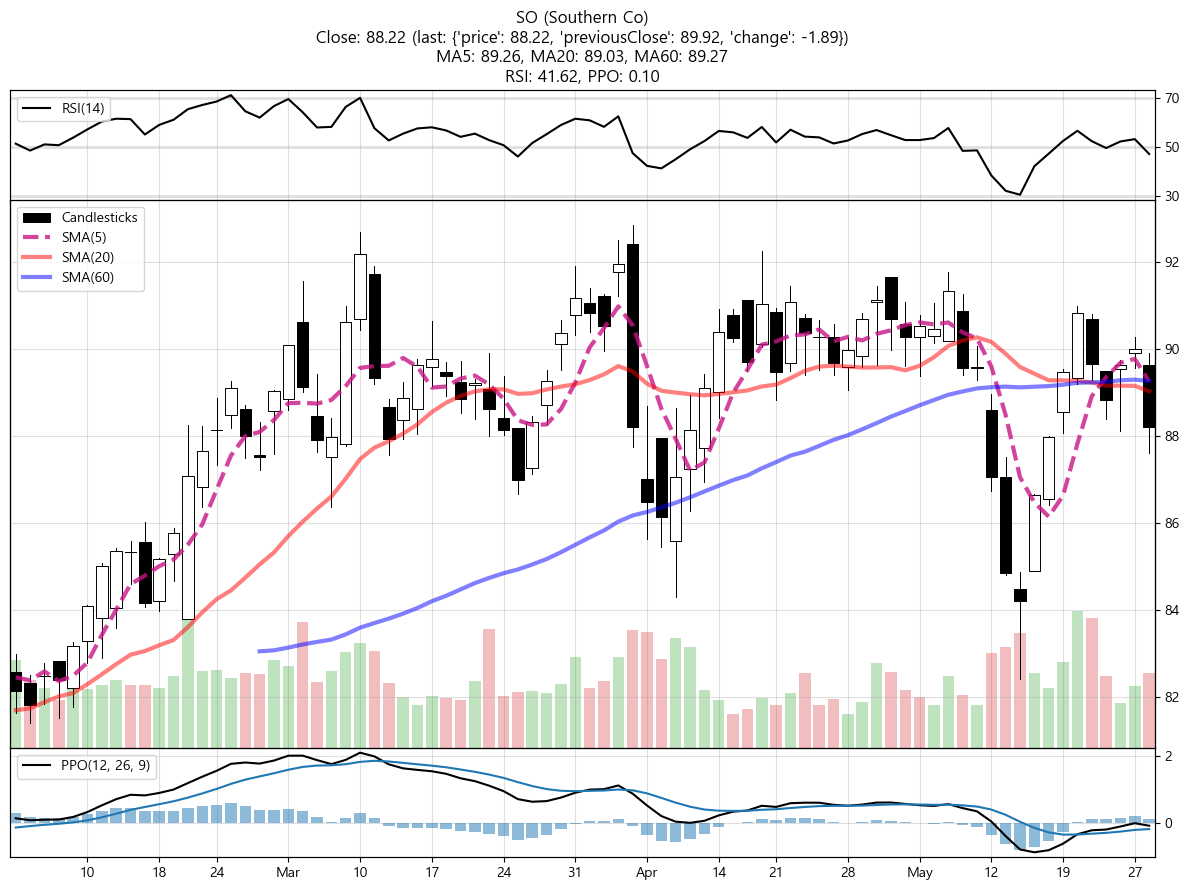 SO (Southern Co)
Close: 88.22 (last: {'price': 88.22, 'previousClose': 89.92, 'change': -1.89})
MA5: 89.26, MA20: 89.03, MA60: 89.27
RSI: 41.62, PPO: 0.10
RSI(14)
70
50
30
Candlesticks
SMA(5)
SMA(20)
SMA(60)
92
90
88
86
84
82
PPO(12, 26, 9)
2
0
10
18
24
Mar
10
17
24
31
Apr
14
21
28
May
12
19
27